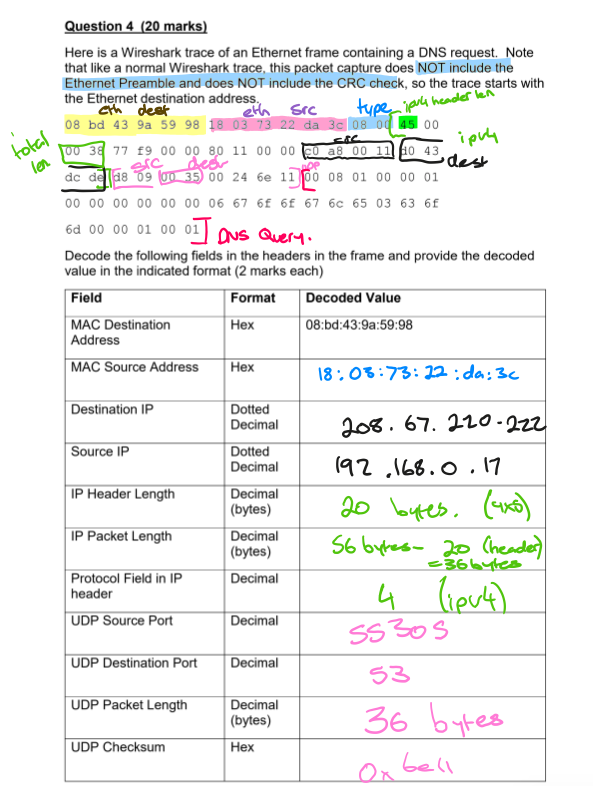 Question 4 (20 marks)
Here is a Wireshark trace of an Ethernet frame containing a DNS request. Note
that like a normal Wireshark trace, this packet capture does NOT include the
Ethernet Preamble and does NOT include the CRC check, so the trace starts with
the Ethernet destination address.
eth dest eth src type ipv4 header len
08 bd 43 9a 59 98 18 03 73 22 da 3c 08 00 45 00
total len src ipv4
00 38 77 f9 00 00 80 11 00 00 c0 a8 00 11 d0 43
src dest dest
dc de d8 09 00 35 00 24 6e 11 00 08 01 00 00 01
00 00 00 00 00 00 06 67 6f 6f 67 6c 65 03 63 6f
6d 00 00 01 00 01 DNS Query.
Decode the following fields in the headers in the frame and provide the decoded
value in the indicated format (2 marks each)
Field Format Decoded Value
MAC Destination Address Hex 08:bd:43:9a:59:98
MAC Source Address Hex 18:03:73:22:da:3c
Destination IP Dotted Decimal 208.67.220.222
Source IP Dotted Decimal 192.168.0.17
IP Header Length Decimal (bytes) 20 bytes. (4x5)
IP Packet Length Decimal (bytes) 56 bytes- 20 (header)
=36 bytes
Protocol Field in IP header Decimal 4 (ipv4)
UDP Source Port Decimal 55305
UDP Destination Port Decimal 53
UDP Packet Length Decimal (bytes) 36 bytes
UDP Checksum Hex 0x6e11